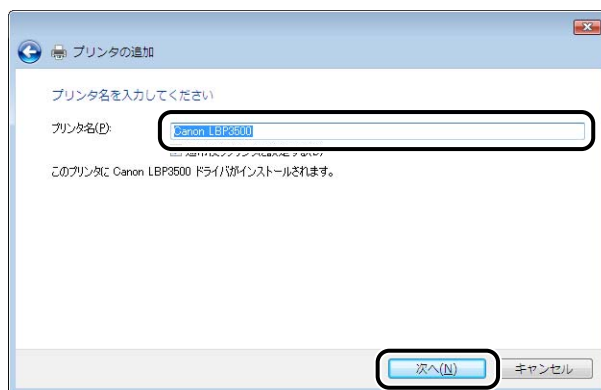 プリンタの追加
プリンタ名を入力してください
プリンタ名(P):
Canon LBP3500
このプリンタに Canon LBP3500 ドライバがインストールされます。
次へ(N)
キャンセル